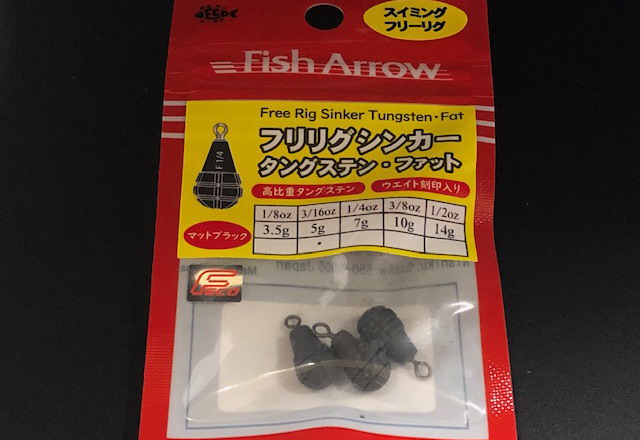 ECO
スイミング
フリーリグ
Fish Arrow
Free Rig Sinker Tungsten・Fat
フリリグシンカー
タングステン・ファット
F 1/4
高比重タングステン
ウエイト刻印入り
マットブラック
1/8oz 3/16oz 1/4oz 3/8oz 1/2oz
3.5g 5g 7g 10g 14g